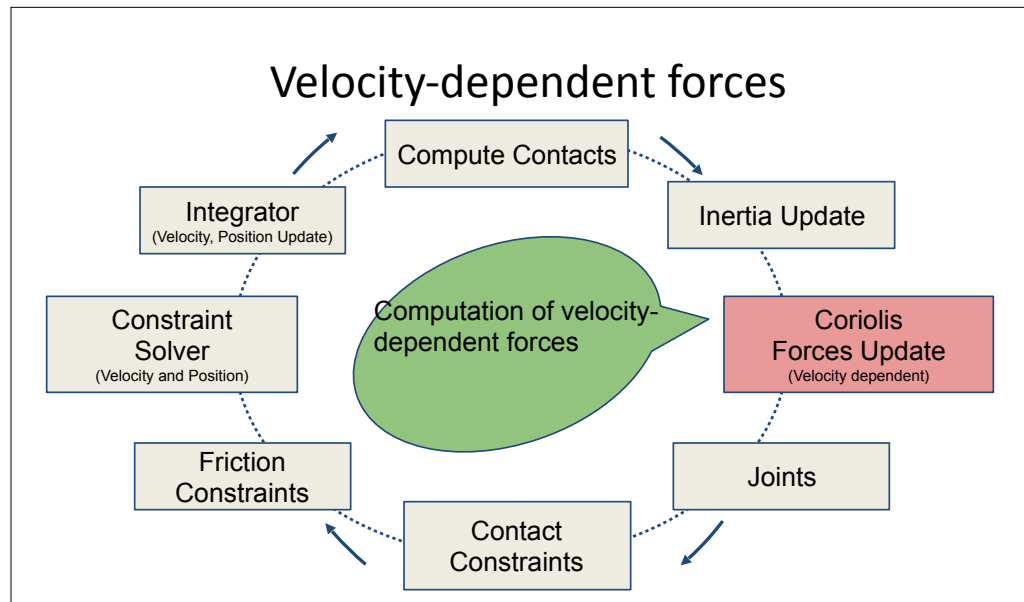 Velocity-dependent forces
Compute Contacts
Integrator
(Velocity, Position Update)
Inertia Update
Computation of velocity-
dependent forces
Constraint
Solver
(Velocity and Position)
Coriolis
Forces Update
(Velocity dependent)
Friction
Constraints
Joints
Contact
Constraints